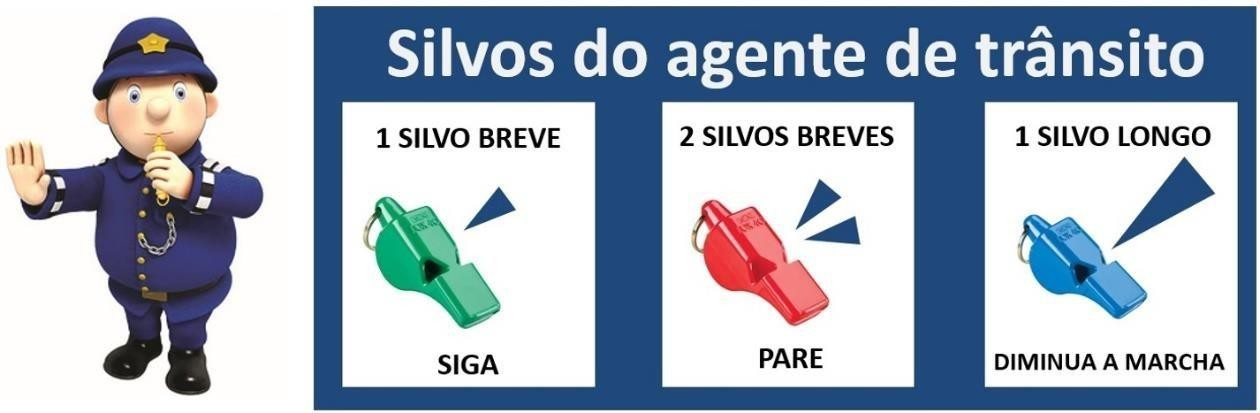 Silvos do agente de trânsito
1 SILVO BREVE
SIGA
2 SILVOS BREVES
PARE
1 SILVO LONGO
DIMINUA A MARCHA